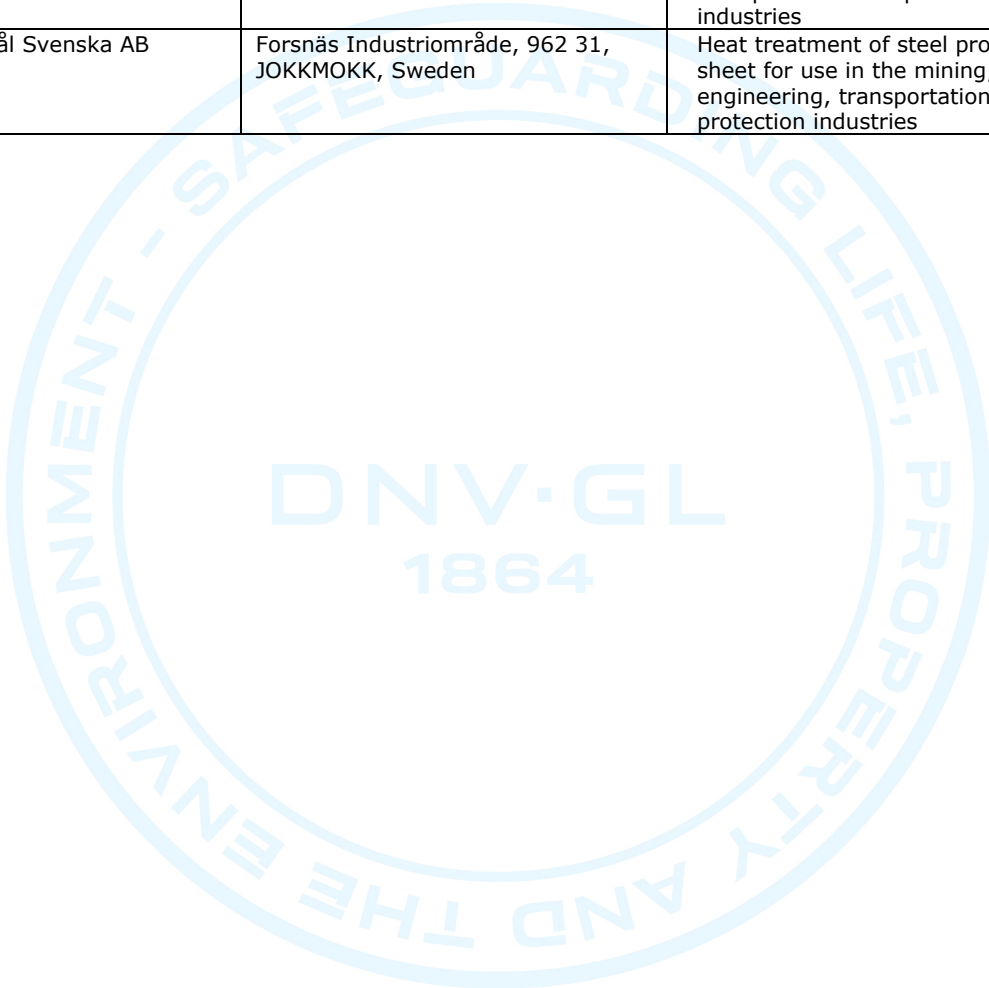 industries
ål Svenska AB
Forsnäs Industriområde, 962 31,
JOKKMOKK, Sweden
Heat treatment of steel
sheet for use in the mining,
engineering, transportation
protection industries
SAFEGUARDING LIFE, PROPERTY AND THE ENVIRONMENT -
DNV·GL
1864